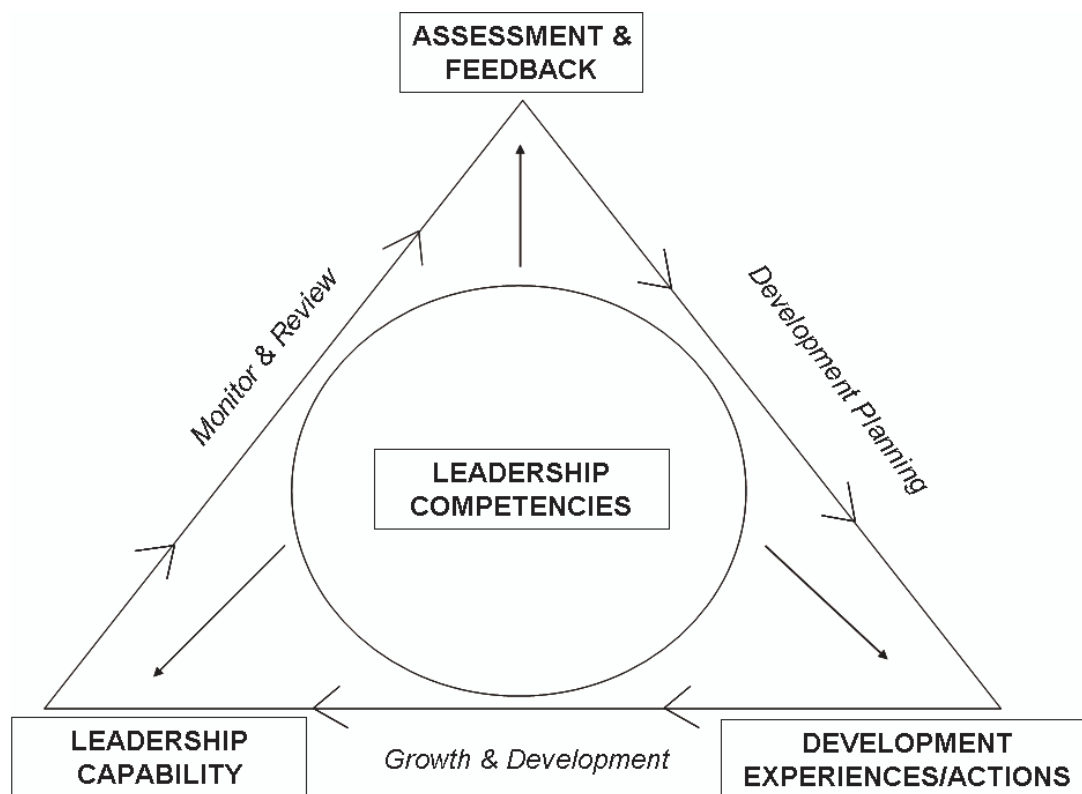 ASSESSMENT &
FEEDBACK
Monitor & Review
Development Planning
LEADERSHIP
COMPETENCIES
LEADERSHIP
CAPABILITY
Growth & Development
DEVELOPMENT
EXPERIENCES/ACTIONS